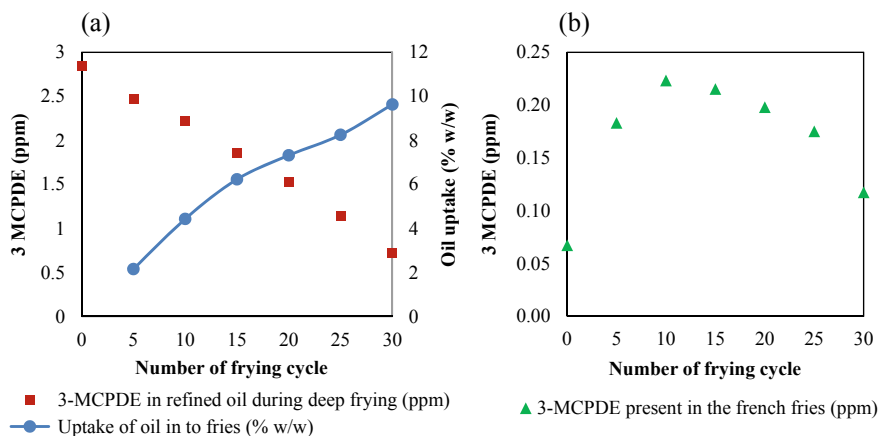 (a)
3
2.5
2
1.5
1
0.5
0
3 MCPDE (ppm)
12
10
8
6
4
2
0
Oil uptake (% w/w)
0 5 10 15 20 25 30
Number of frying cycle
3-MCPDE in refined oil during deep frying (ppm)
Uptake of oil in to fries (% w/w)
(b)
0.25
0.20
0.15
0.10
0.05
0.00
3 MCPDE (ppm)
0 5 10 15 20 25 30
Number of frying cycle
3-MCPDE present in the french fries (ppm)